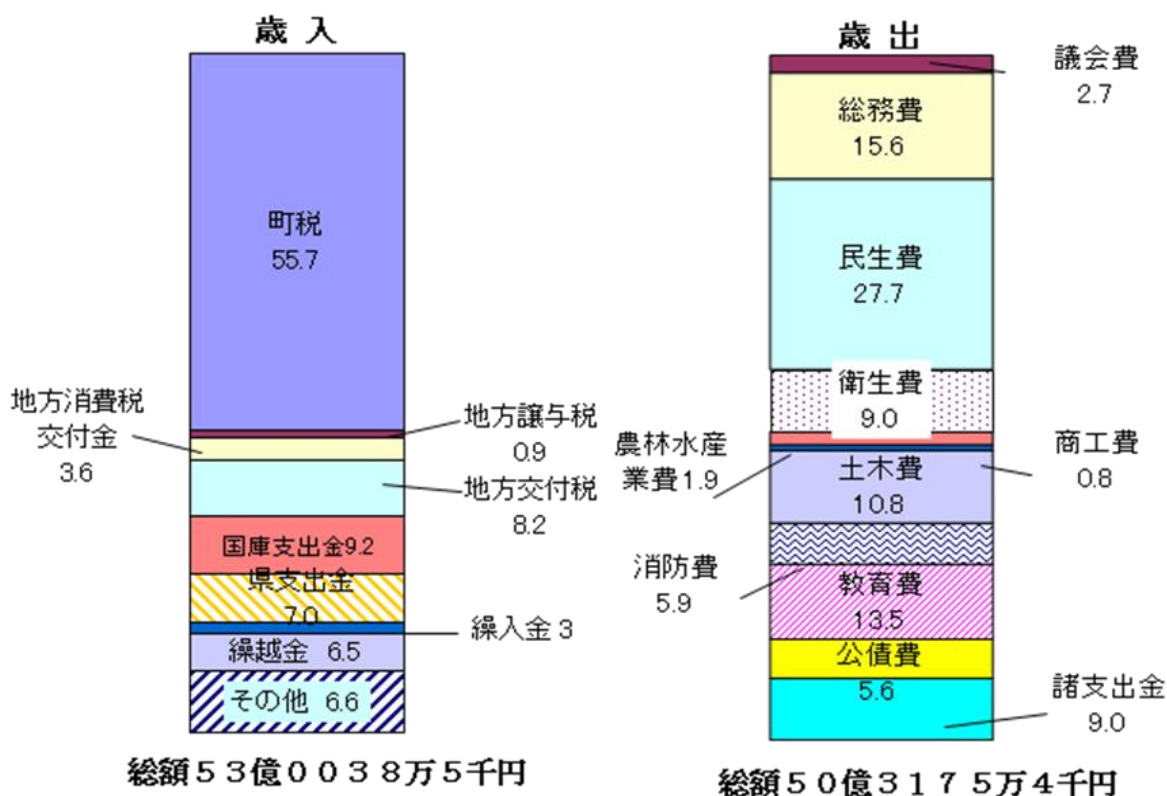 歳 入
町税
55.7
地方消費税
交付金
3.6
地方譲与税
0.9
地方交付税
8.2
国庫支出金9.2
県支出金
7.0
繰入金 3
繰越金 6.5
その他 6.6
総額５３億００３８万５千円
歳 出
議会費
2.7
総務費
15.6
民生費
27.7
衛生費
9.0
農林水産
業費1.9
商工費
0.8
土木費
10.8
消防費
5.9
教育費
13.5
公債費
5.6
諸支出金
9.0
総額５０億３１７５万４千円